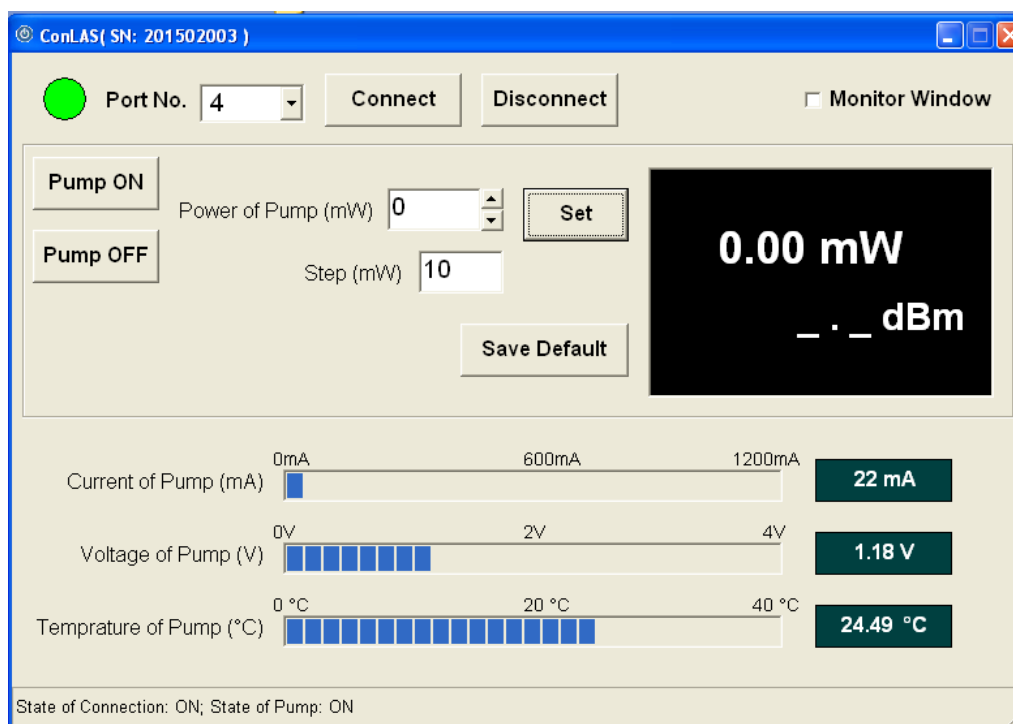 ConLAS( SN: 201502003 )
Port No. 4 Connect Disconnect Monitor Window
Pump ON
Power of Pump (mW) 0 Set
Pump OFF
Step (mW) 10
Save Default
0.00 mW
_ . _ dBm
0mA 600mA 1200mA
Current of Pump (mA) 22 mA
0V 2V 4V
Voltage of Pump (V) 1.18 V
0 °C 20 °C 40 °C
Temprature of Pump (°C) 24.49 °C
State of Connection: ON; State of Pump: ON